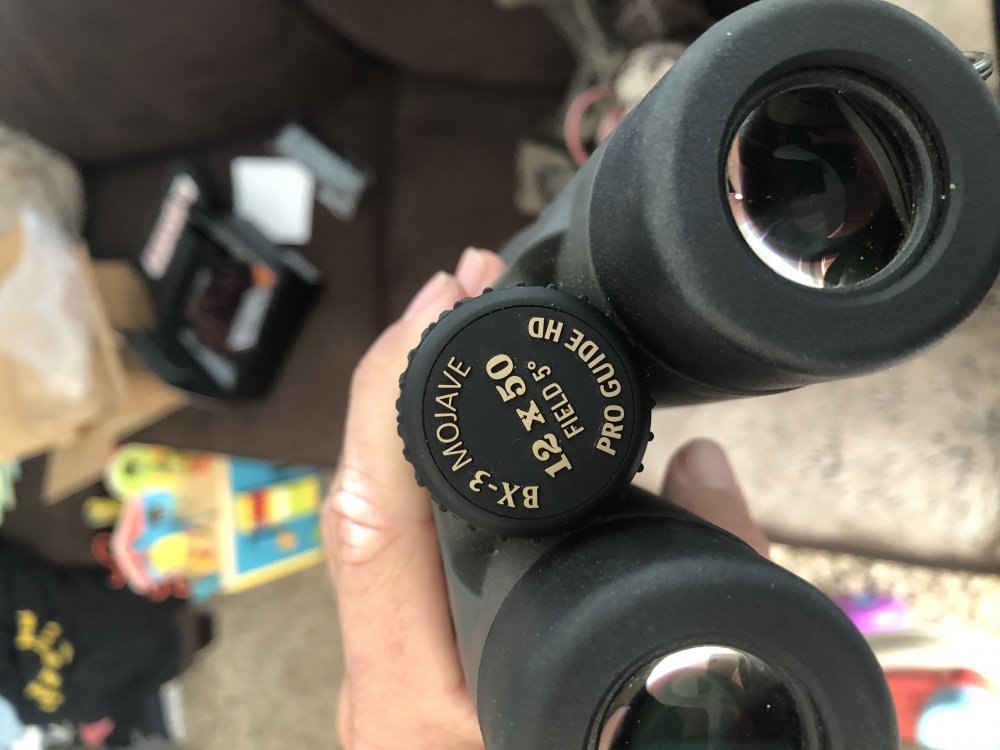 BX-3 MOJAVE
12 x 50
FIELD 5°
PRO GUIDE HD